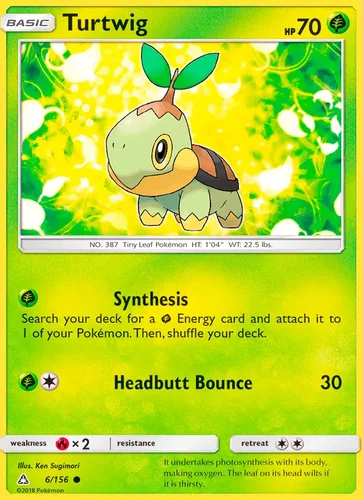 BASIC Turtwig HP 70
NO. 387 Tiny Leaf Pokémon HT: 1'04" WT: 22.5 lbs.
Synthesis
Search your deck for a Energy card and attach it to
1 of your Pokémon. Then, shuffle your deck.
Headbutt Bounce 30
weakness × 2 resistance retreat
Illus. Ken Sugimori
6/156
©2018 Pokémon
It undertakes photosynthesis with its body,
making oxygen. The leaf on its head wilts if
it is thirsty.